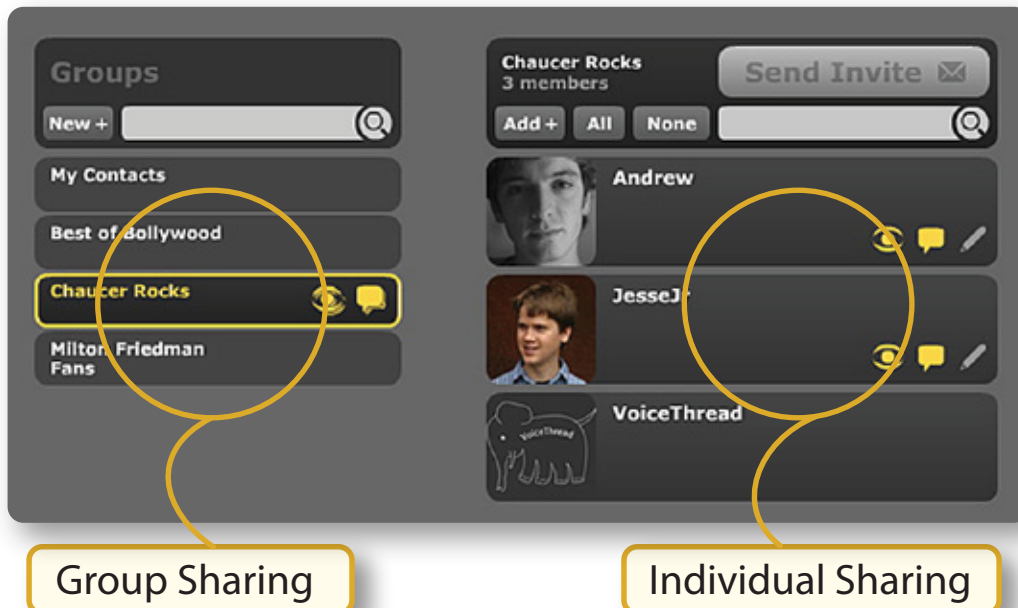 Groups
New +
My Contacts
Best of Bollywood
Chaucer Rocks
Milton Friedman
Fans
Chaucer Rocks
3 members
Send Invite
Add +
All
None
Andrew
JesseJr
VoiceThread
VoiceThread
Group Sharing
Individual Sharing